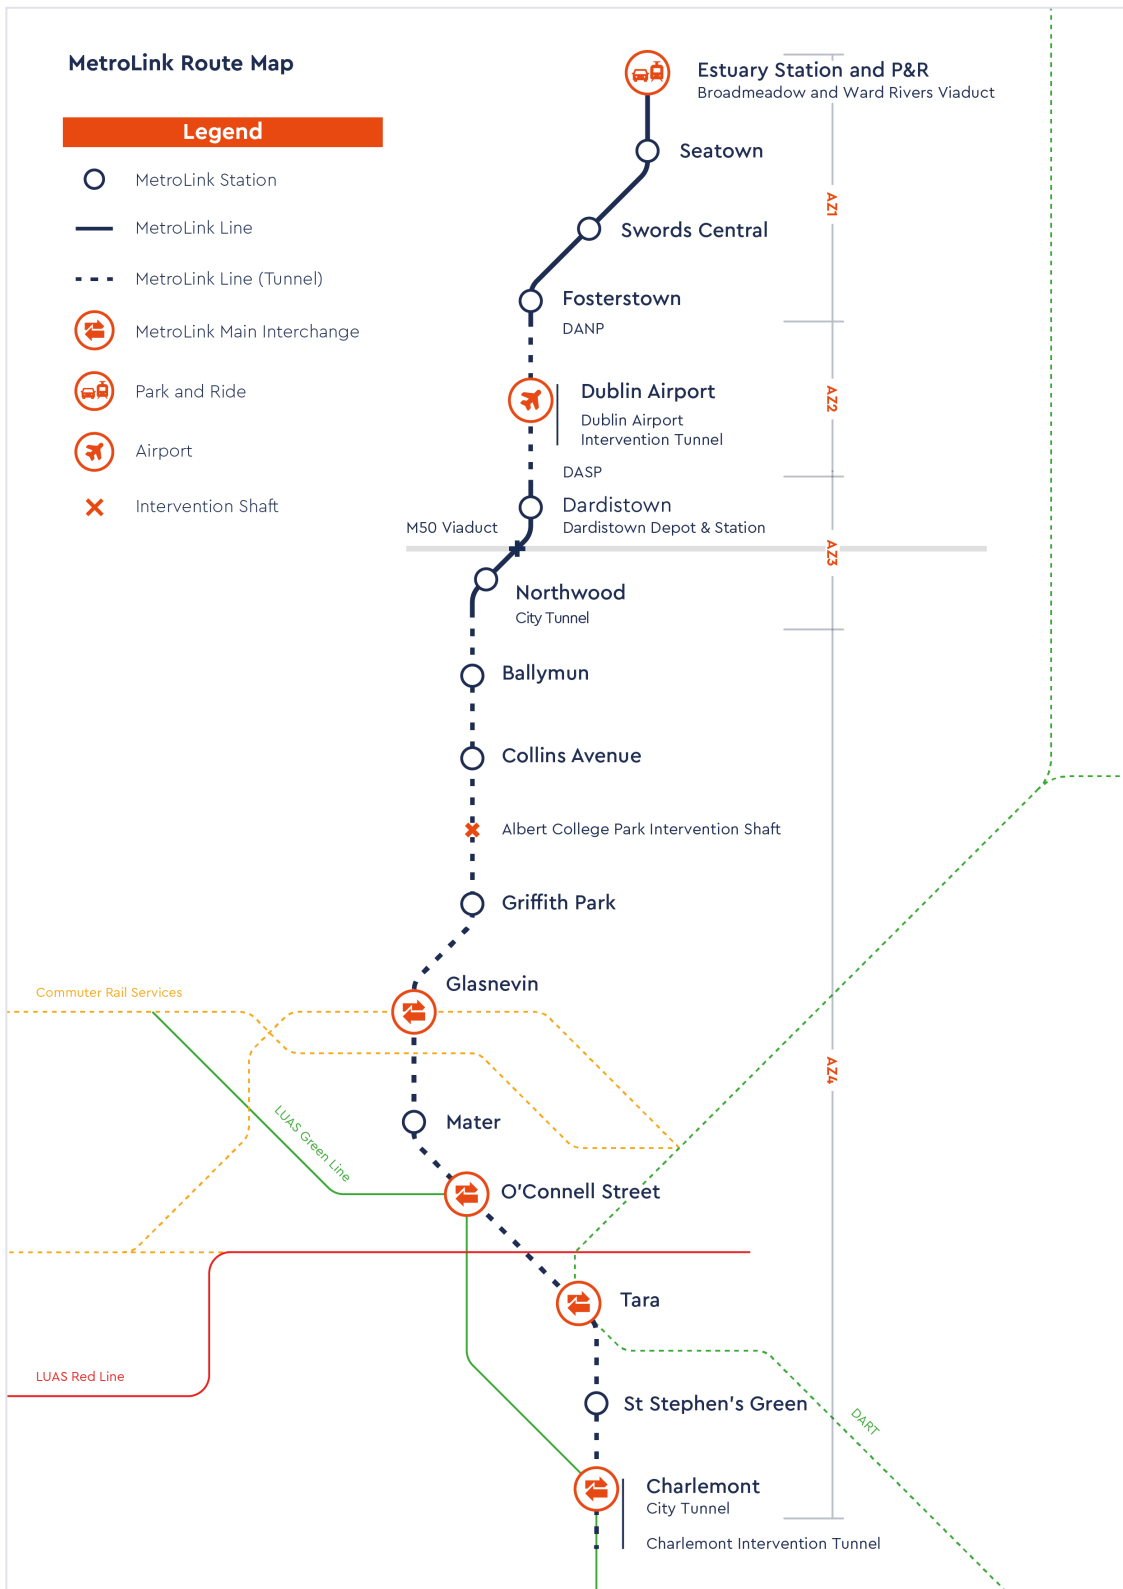 MetroLink Route Map
Legend
MetroLink Station
MetroLink Line
MetroLink Line (Tunnel)
MetroLink Main Interchange
Park and Ride
Airport
Intervention Shaft
Estuary Station and P&R
Broadmeadow and Ward Rivers Viaduct
Seatown
AZ1
Swords Central
Fosterstown
DANP
Dublin Airport
Dublin Airport
Intervention Tunnel
AZ2
DASP
Dardistown
Dardistown Depot & Station
M50 Viaduct
AZ3
Northwood
City Tunnel
Ballymun
Collins Avenue
Albert College Park Intervention Shaft
Griffith Park
Glasnevin
Commuter Rail Services
AZ4
Mater
LUAS Green Line
O'Connell Street
Tara
LUAS Red Line
St Stephen's Green
DART
Charlemont
City Tunnel
Charlemont Intervention Tunnel